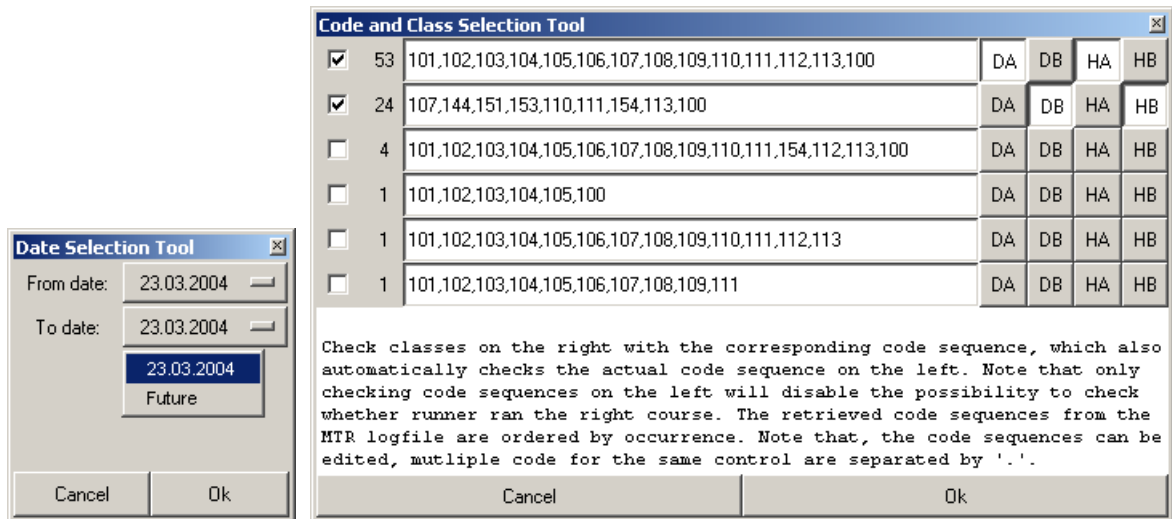 Code and Class Selection Tool
53 101,102,103,104,105,106,107,108,109,110,111,112,113,100 DA DB HA HB
24 107,144,151,153,110,111,154,113,100 DA DB HA HB
4 101,102,103,104,105,106,107,108,109,110,111,154,112,113,100 DA DB HA HB
1 101,102,103,104,105,100 DA DB HA HB
1 101,102,103,104,105,106,107,108,109,110,111,112,113 DA DB HA HB
1 101,102,103,104,105,106,107,108,109,111 DA DB HA HB
Check classes on the right with the corresponding code sequence, which also
automatically checks the actual code sequence on the left. Note that only
checking code sequences on the left will disable the possibility to check
whether runner ran the right course. The retrieved code sequences from the
MTR logfile are ordered by occurrence. Note that, the code sequences can be
edited, mutliple code for the same control are separated by '.'.
Cancel Ok
Date Selection Tool
From date: 23.03.2004
To date: 23.03.2004
23.03.2004
Future
Cancel Ok